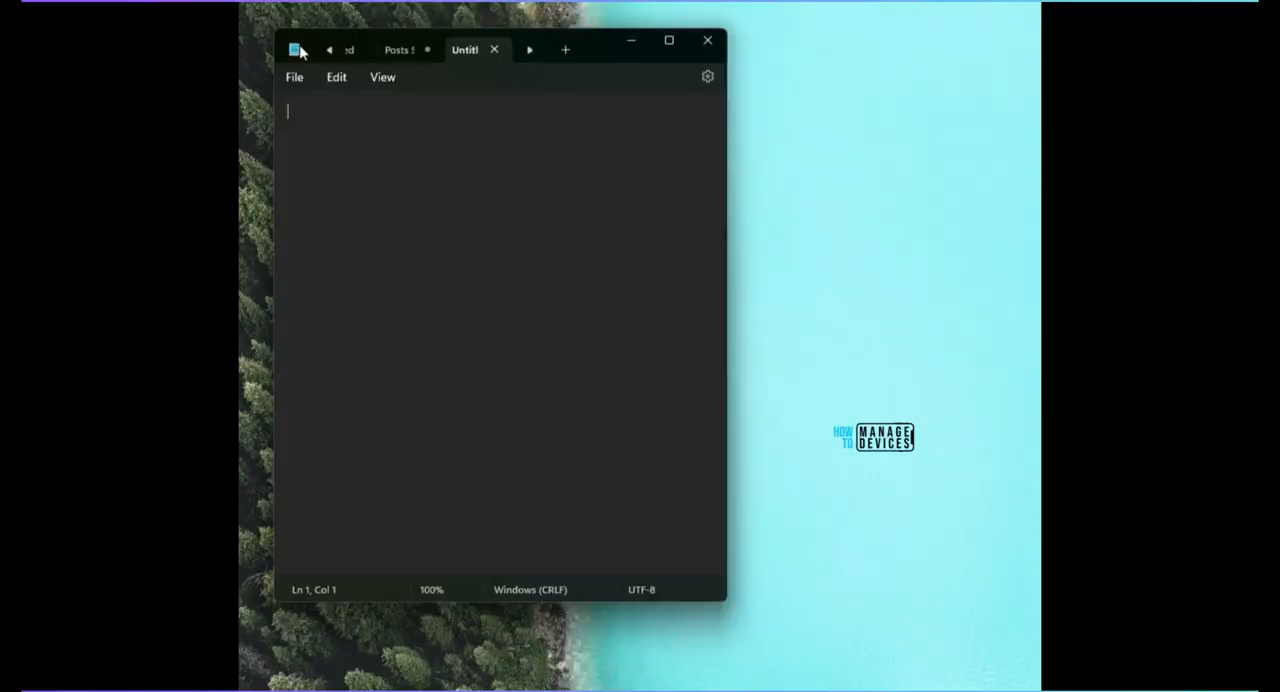 Posts
Untitl
File Edit View
HOW TO MANAGE DEVICES
Ln 1, Col 1 100% Windows (CRLF) UTF-8